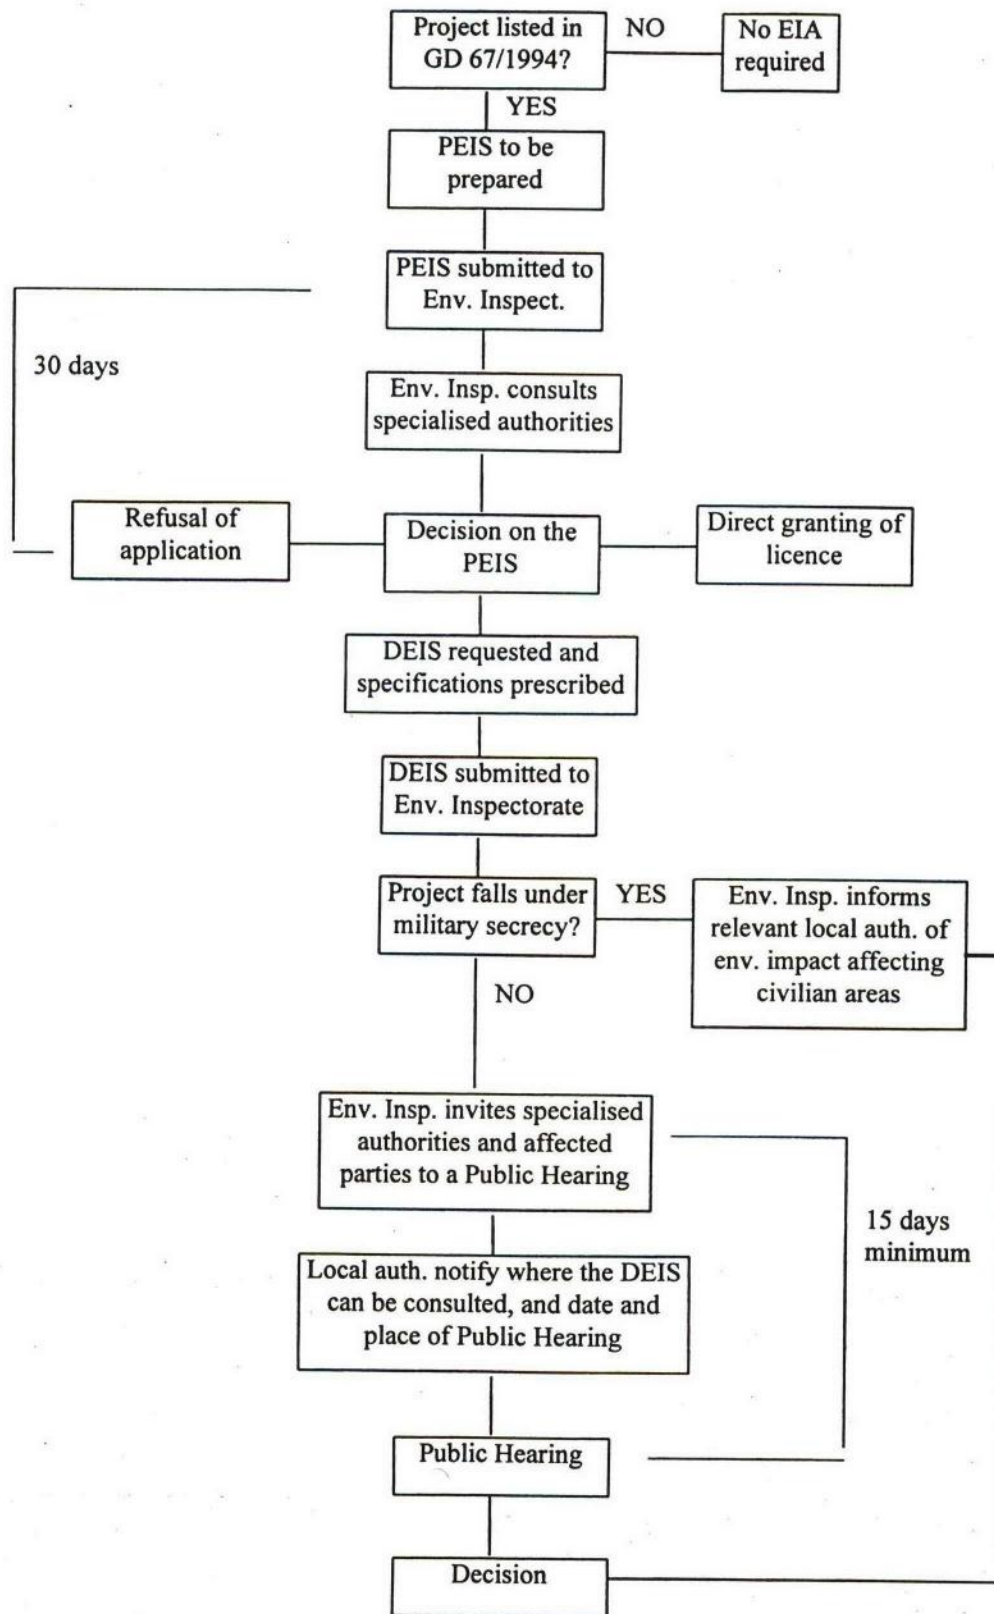 Project listed in
GD 67/1994?
NO
No EIA
required
YES
PEIS to be
prepared
PEIS submitted to
Env. Inspect.
30 days
Env. Insp. consults
specialised authorities
Refusal of
application
Decision on the
PEIS
Direct granting of
licence
DEIS requested and
specifications prescribed
DEIS submitted to
Env. Inspectorate
Project falls under
military secrecy?
YES
Env. Insp. informs
relevant local auth. of
env. impact affecting
civilian areas
NO
Env. Insp. invites specialised
authorities and affected
parties to a Public Hearing
15 days
minimum
Local auth. notify where the DEIS
can be consulted, and date and
place of Public Hearing
Public Hearing
Decision